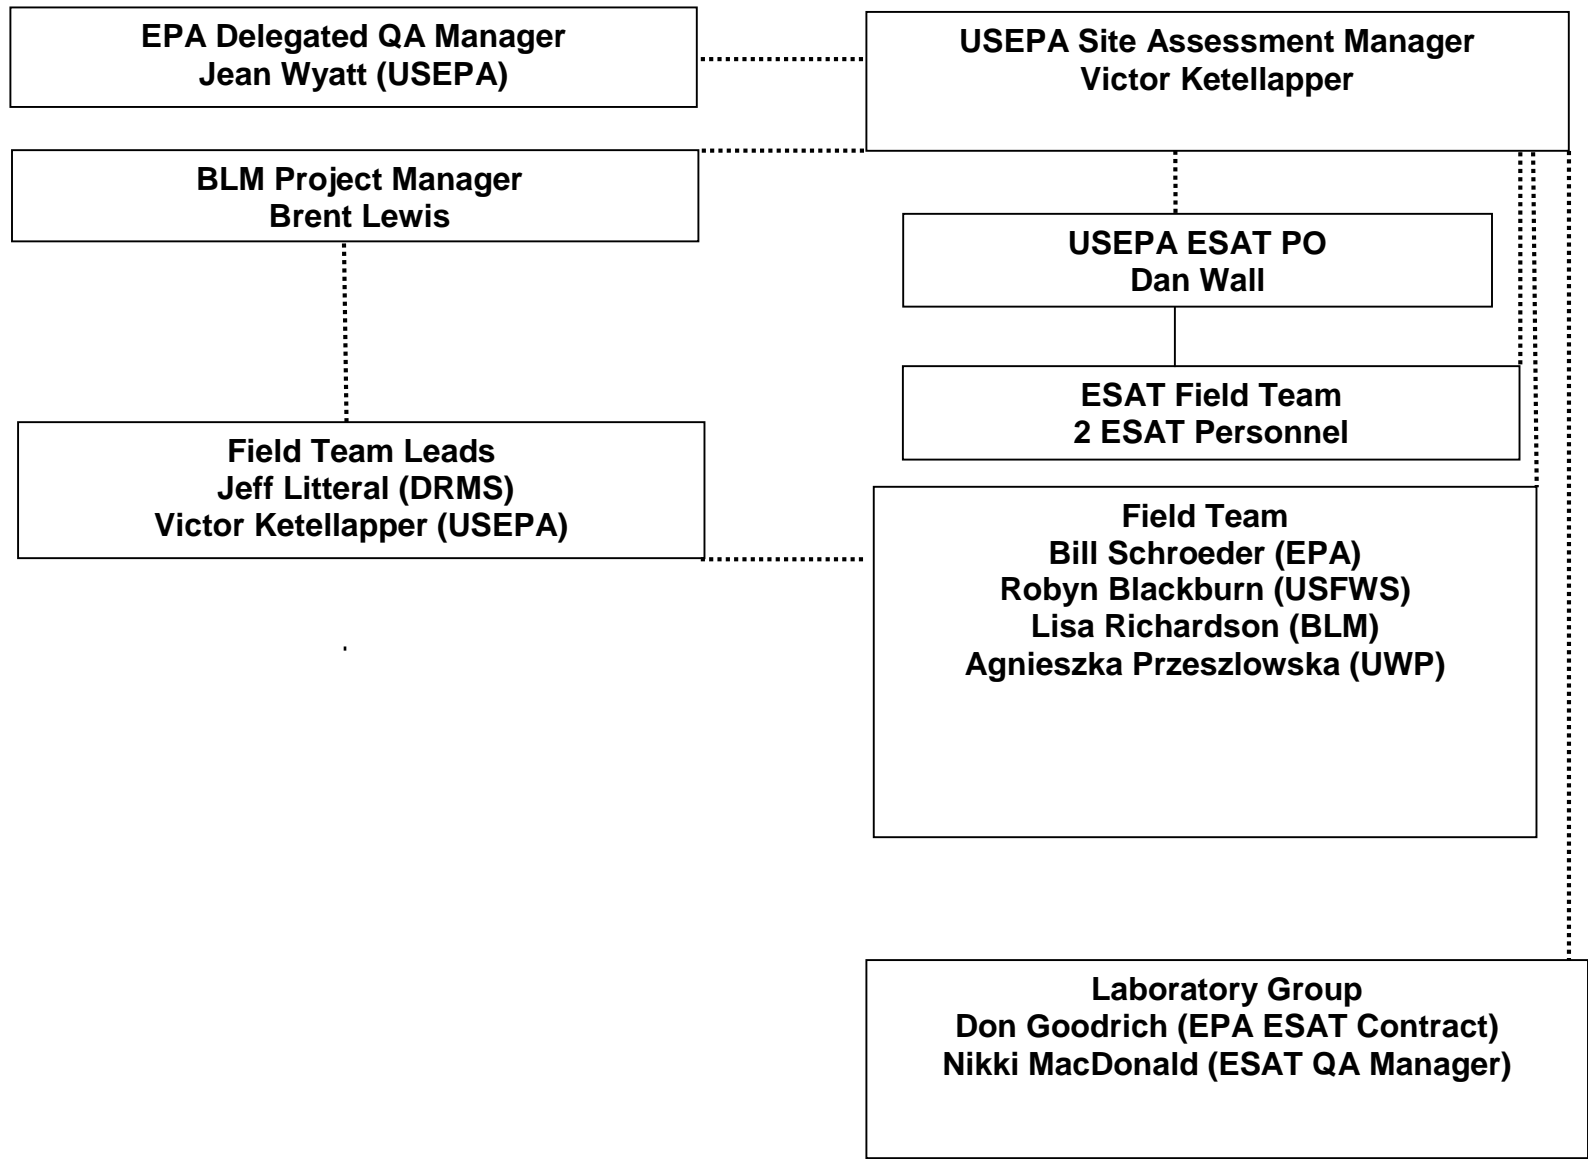 EPA Delegated QA Manager
Jean Wyatt (USEPA)
USEPA Site Assessment Manager
Victor Ketellapper
BLM Project Manager
Brent Lewis
USEPA ESAT PO
Dan Wall
ESAT Field Team
2 ESAT Personnel
Field Team Leads
Jeff Litteral (DRMS)
Victor Ketellapper (USEPA)
Field Team
Bill Schroeder (EPA)
Robyn Blackburn (USFWS)
Lisa Richardson (BLM)
Agnieszka Przeszlowska (UWP)
Laboratory Group
Don Goodrich (EPA ESAT Contract)
Nikki MacDonald (ESAT QA Manager)